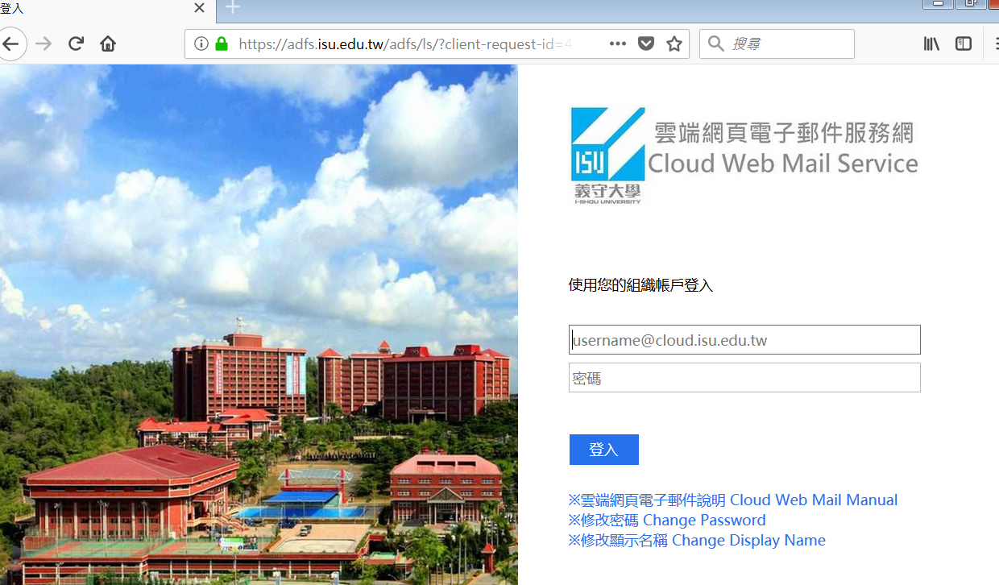 登入
https://adfs.isu.edu.tw/adfs/ls/?client-request-id=4
搜尋
ISU
義守大學
I-SHOU UNIVERSITY
雲端網頁電子郵件服務網
Cloud Web Mail Service
使用您的組織帳戶登入
username@cloud.isu.edu.tw
密碼
登入
※雲端網頁電子郵件說明 Cloud Web Mail Manual
※修改密碼 Change Password
※修改顯示名稱 Change Display Name